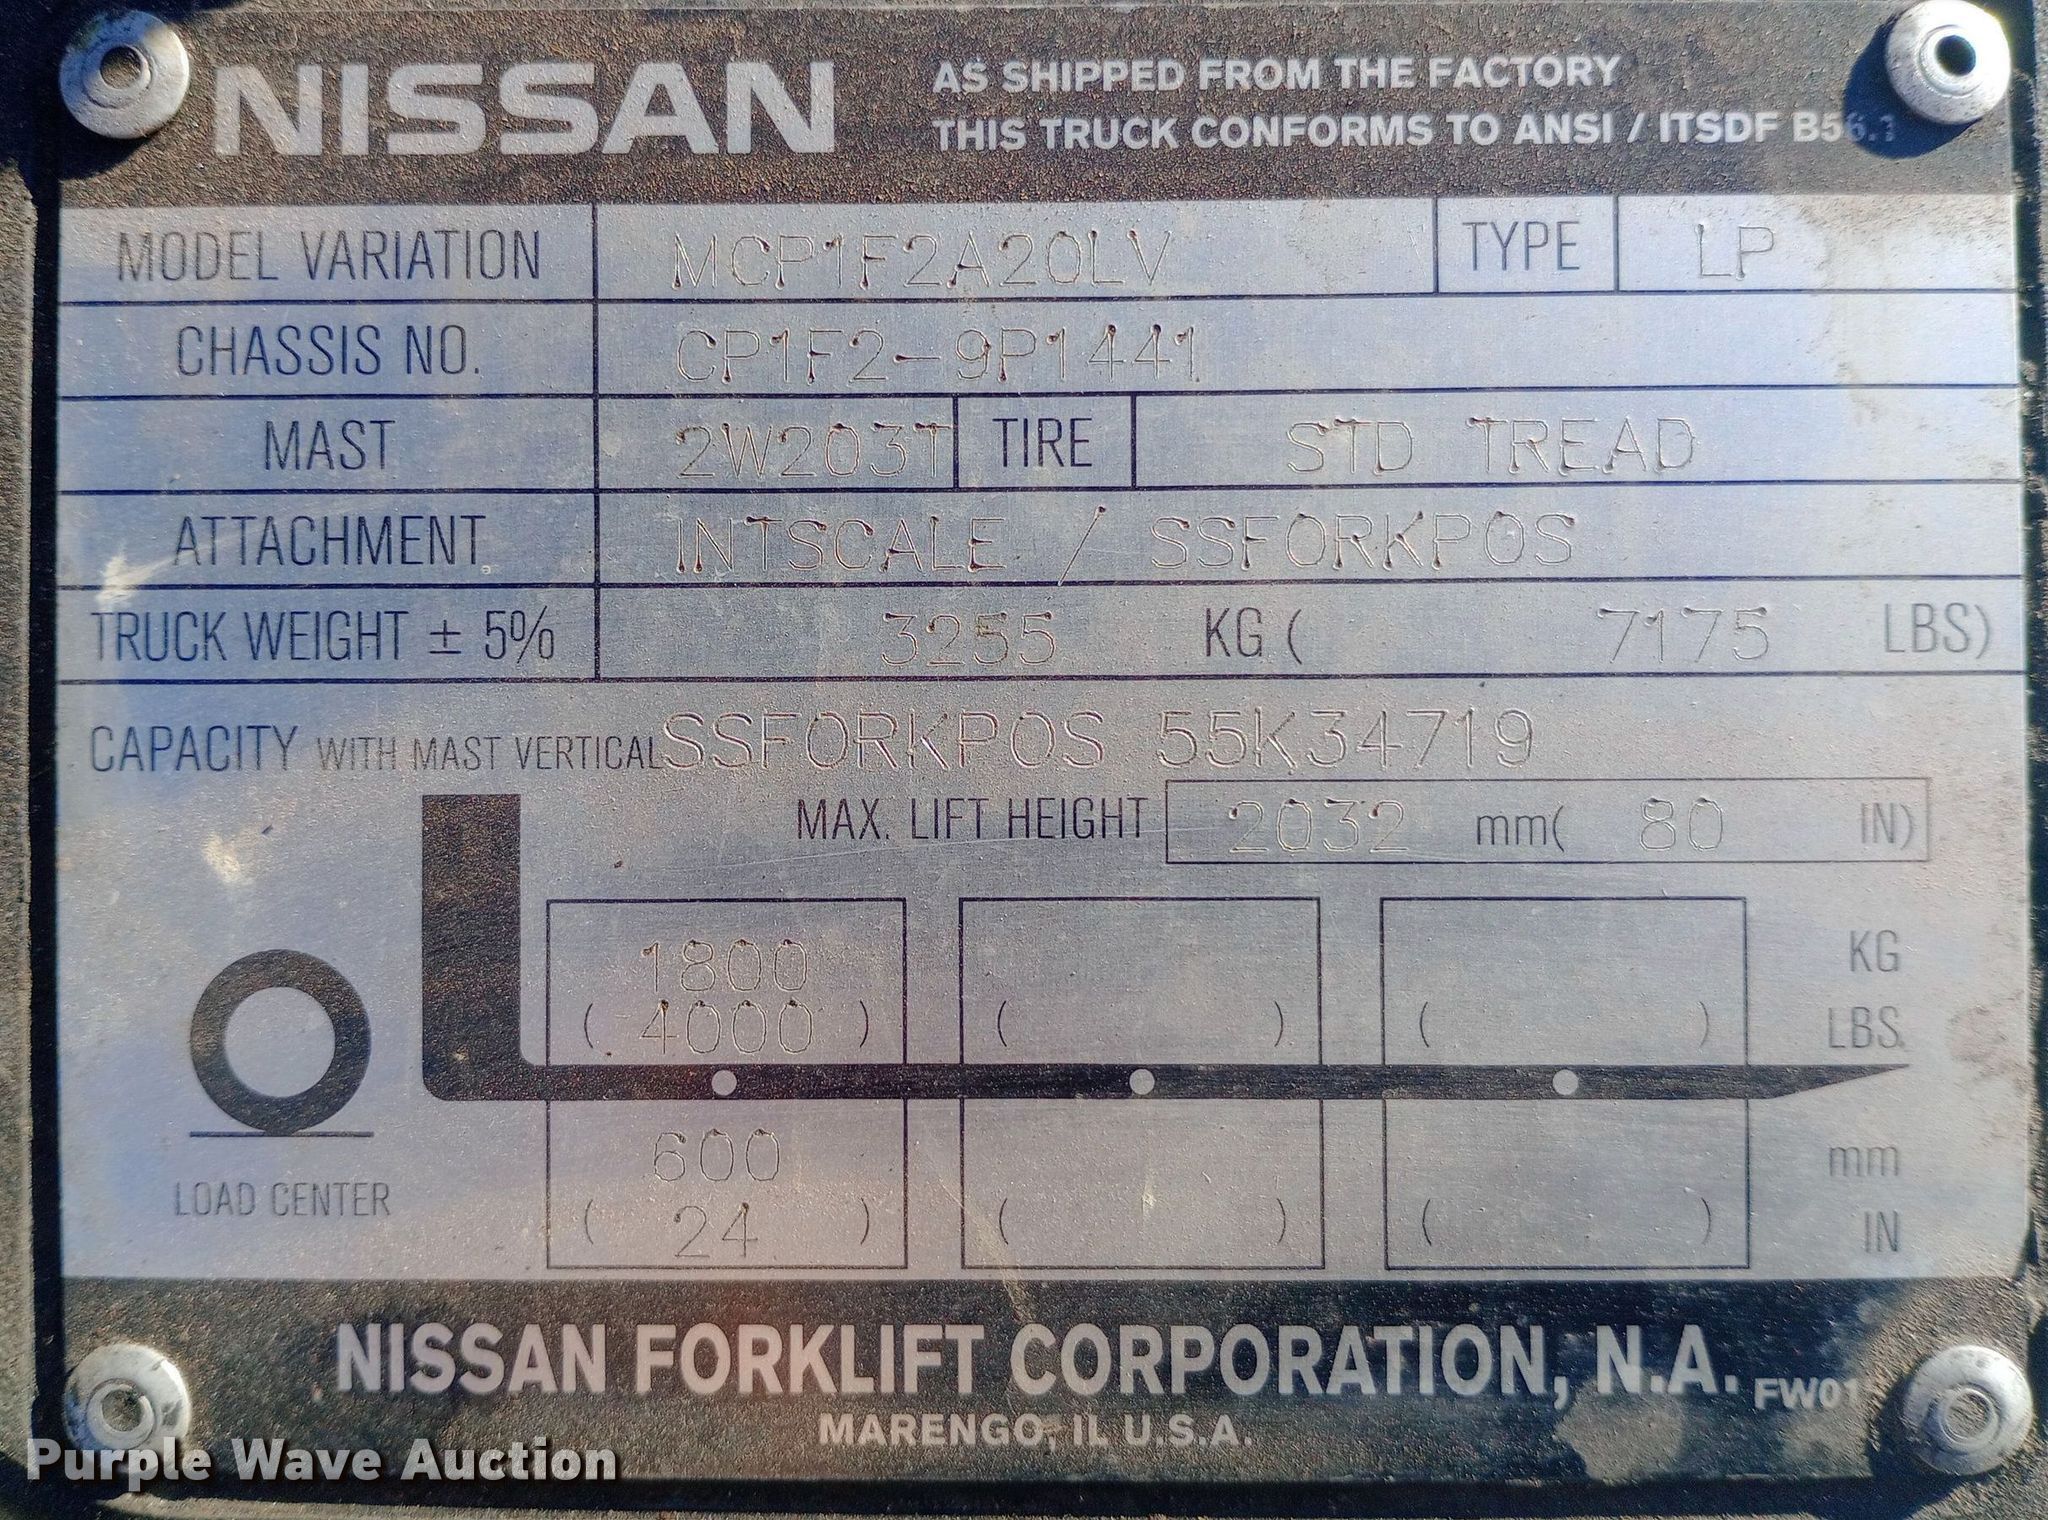 NISSAN
AS SHIPPED FROM THE FACTORY
THIS TRUCK CONFORMS TO ANSI / ITSDF B56.1
MODEL VARIATION MCP1F2A20LV TYPE LP
CHASSIS NO. CP1F2-9P1441
MAST 2W203T TIRE STD TREAD
ATTACHMENT INTSCALE / SSFORKPOS
TRUCK WEIGHT ± 5% 3255 KG ( 7175 LBS)
CAPACITY WITH MAST VERTICAL SSFORKPOS 55K34719
MAX. LIFT HEIGHT 2032 mm( 80 IN)
1800 KG
( 4000 ) ( ) ( ) LBS.
600 mm
LOAD CENTER ( 24 ) ( ) ( ) IN
NISSAN FORKLIFT CORPORATION, N.A. FW01
MARENGO, IL U.S.A.
Purple Wave Auction